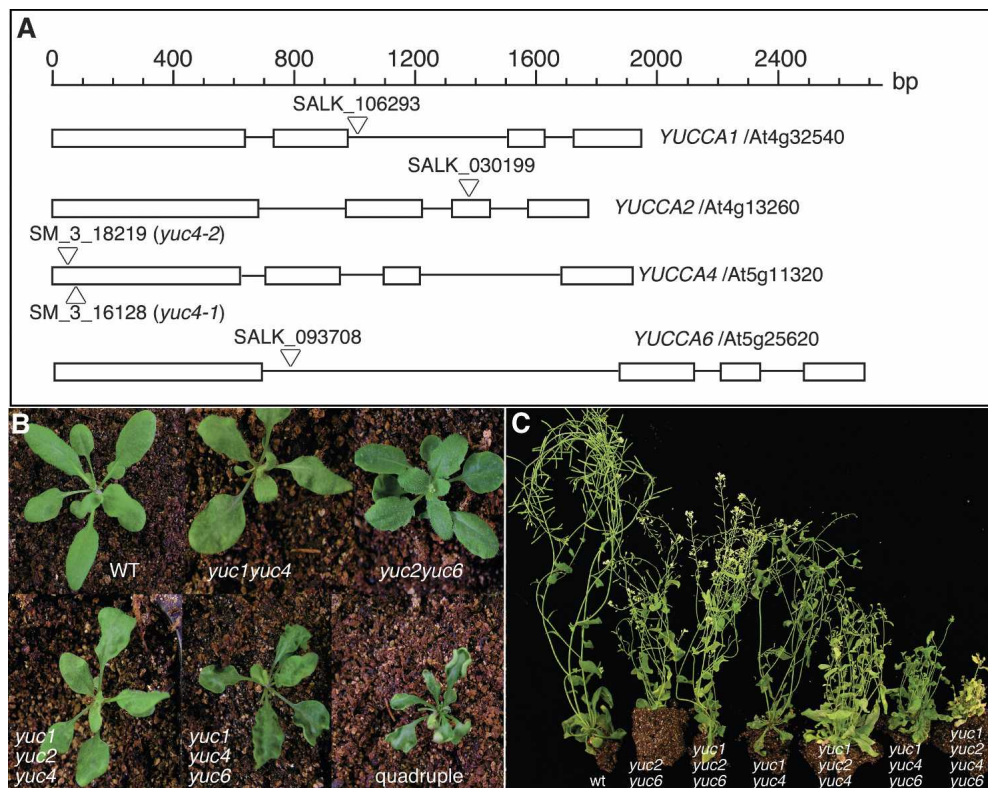 A
0 400 800 1200 1600 2000 2400
bp
SALK_106293
YUCCA1 /At4g32540
SALK_030199
YUCCA2 /At4g13260
SM_3_18219 (yuc4-2)
YUCCA4 /At5g11320
SM_3_16128 (yuc4-1)
SALK_093708
YUCCA6 /At5g25620
B
WT
yuc1yuc4
yuc2yuc6
yuc1
yuc2
yuc4
yuc1
yuc4
yuc6
quadruple
C
wt
yuc2
yuc6
yuc1
yuc2
yuc6
yuc1
yuc4
yuc1
yuc2
yuc4
yuc1
yuc4
yuc6
yuc1
yuc2
yuc4
yuc6